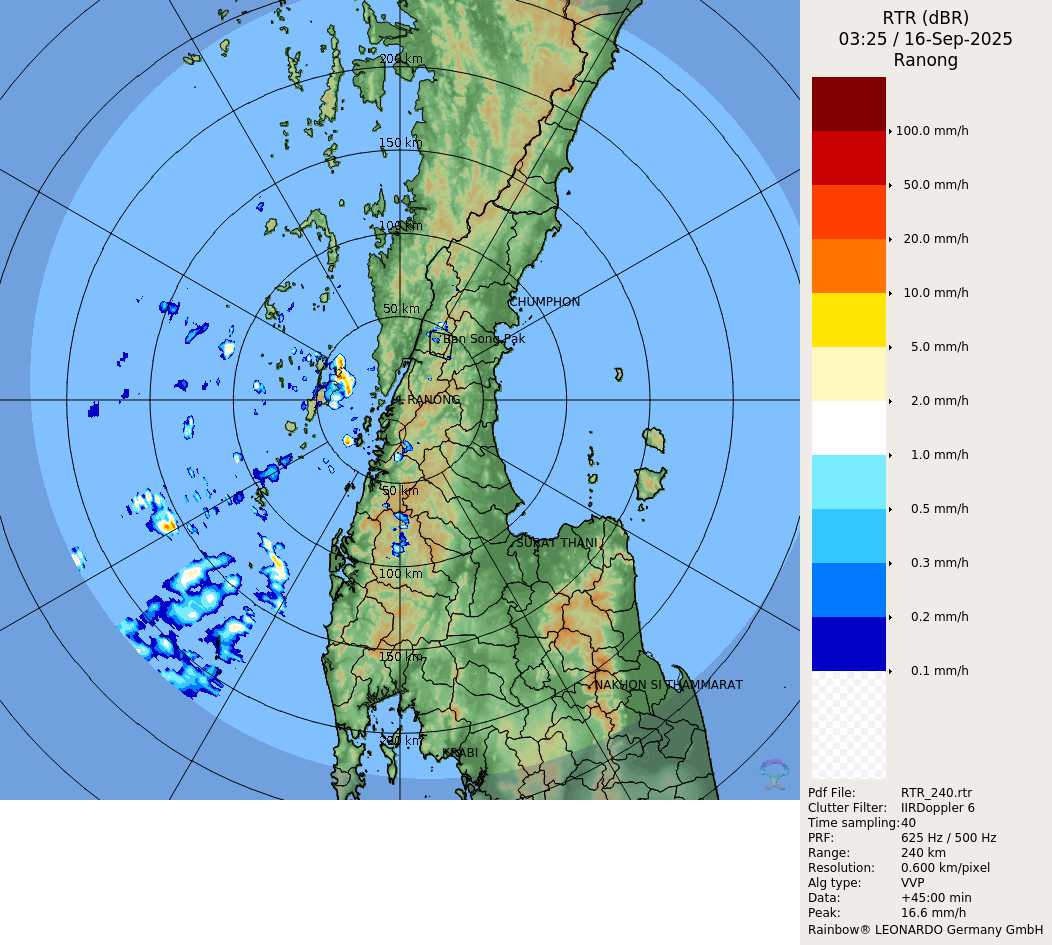 RTR (dBR)
03:25 / 16-Sep-2025
Ranong
100.0 mm/h
50.0 mm/h
20.0 mm/h
10.0 mm/h
5.0 mm/h
2.0 mm/h
1.0 mm/h
0.5 mm/h
0.3 mm/h
0.2 mm/h
0.1 mm/h
Pdf File: RTR_240.rtr
Clutter Filter: IIRDoppler 6
Time sampling: 40
PRF: 625 Hz / 500 Hz
Range: 240 km
Resolution: 0.600 km/pixel
Alg type: VVP
Data: +45:00 min
Peak: 16.6 mm/h
Rainbow® LEONARDO Germany GmbH
200 km
150 km
100 km
50 km
CHUMPHON
Ban Song Pak
RANONG
50 km
SURAT THANI
100 km
150 km
NAKHON SI THAMMARAT
200 km
KRABI